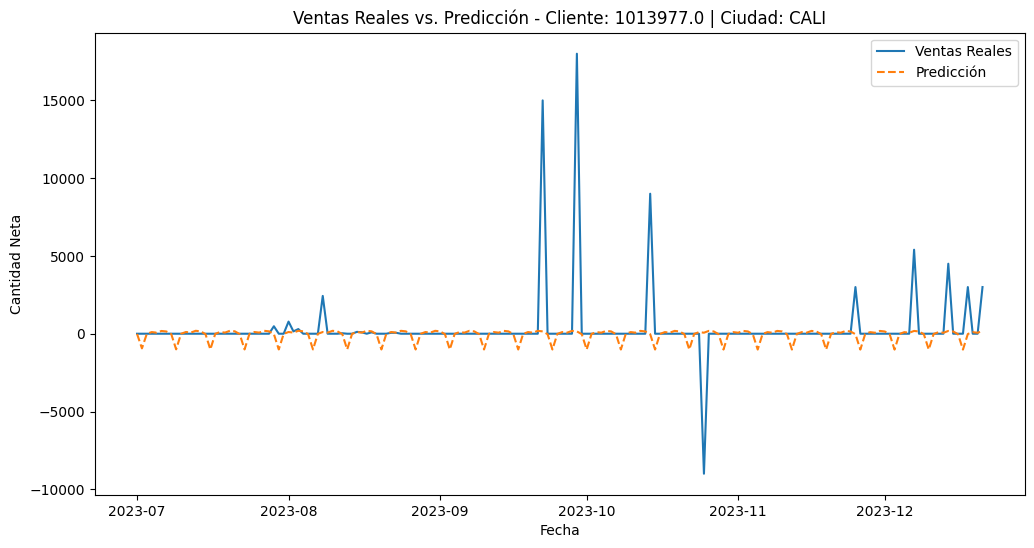 Ventas Reales vs. Predicción - Cliente: 1013977.0 | Ciudad: CALI
Ventas Reales
Predicción
Cantidad Neta
15000
10000
5000
0
−5000
−10000
2023-07
2023-08
2023-09
2023-10
2023-11
2023-12
Fecha